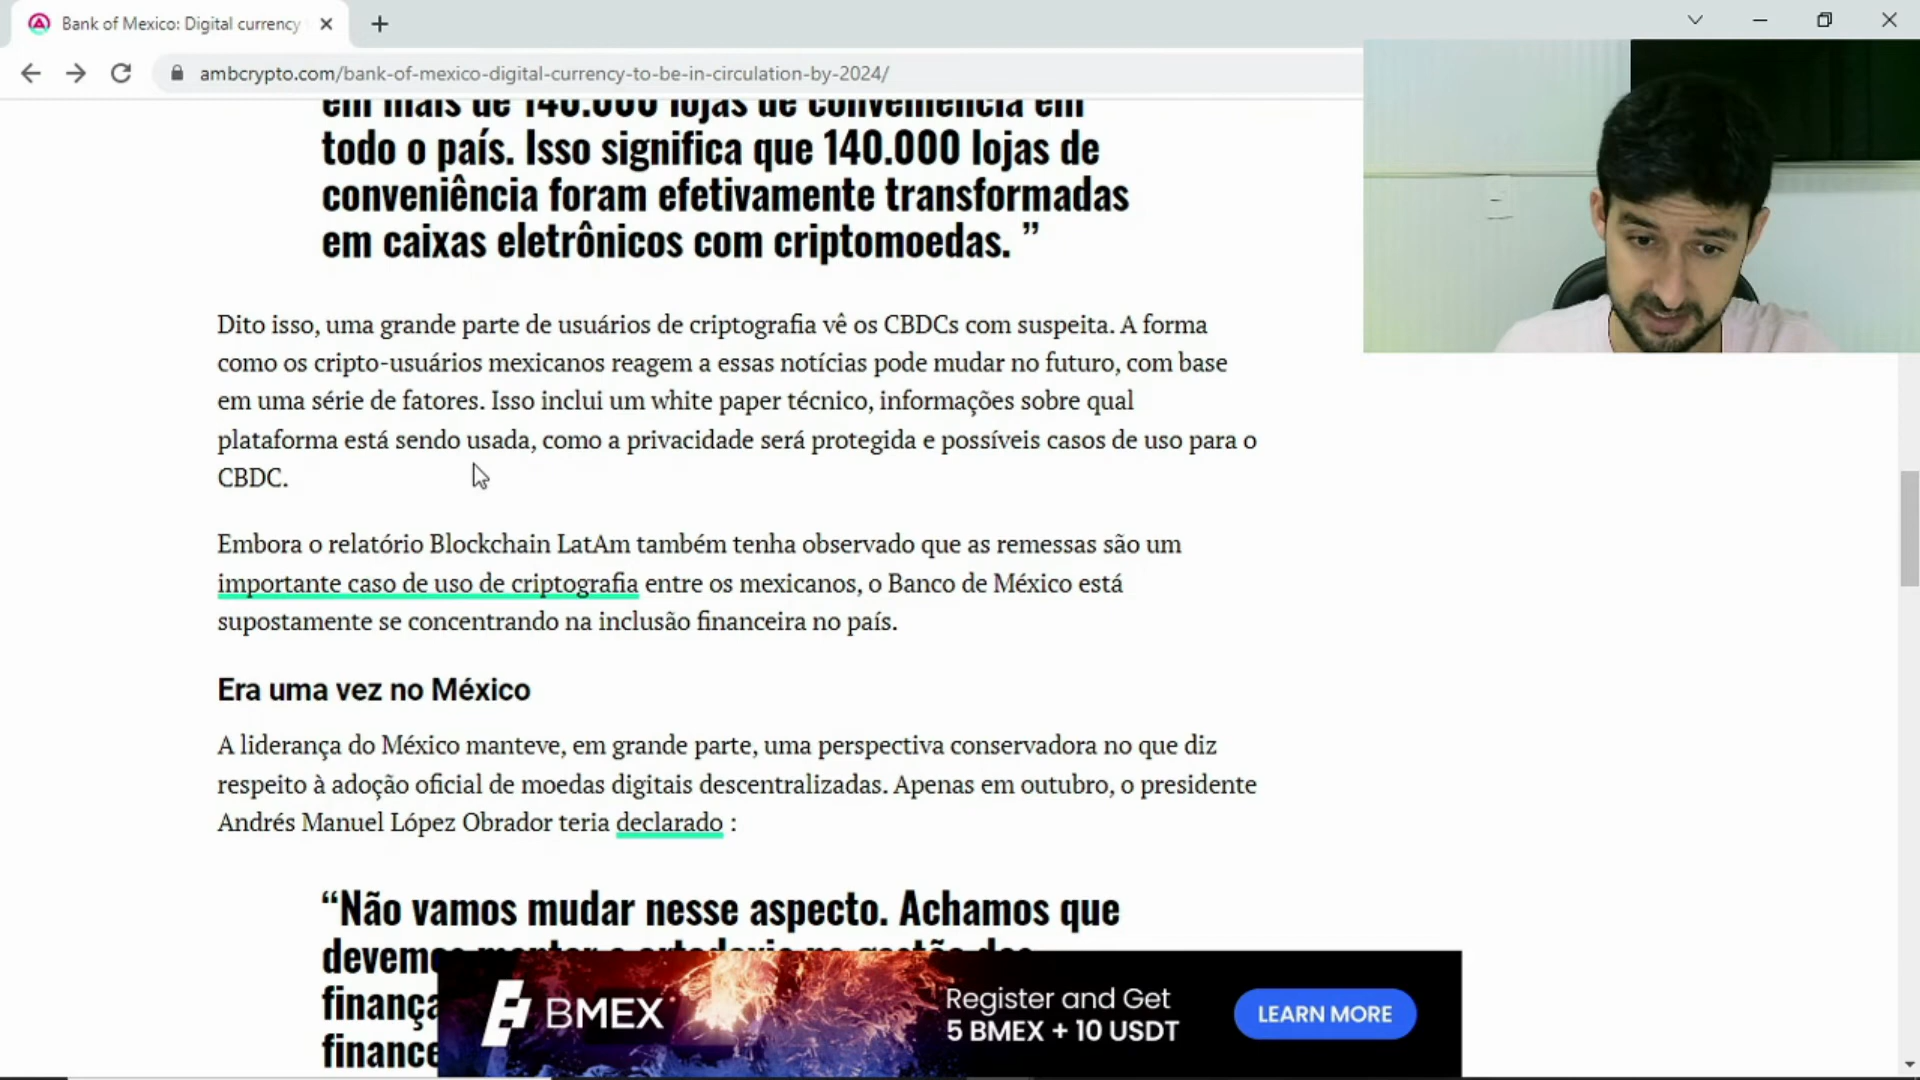 Bank of Mexico: Digital currency
ambcrypto.com/bank-of-mexico-digital-currency-to-be-in-circulation-by-2024/
em mais de 140.000 lojas de conveniência em
todo o país. Isso significa que 140.000 lojas de
conveniência foram efetivamente transformadas
em caixas eletrônicos com criptomoedas. ”
Dito isso, uma grande parte de usuários de criptografia vê os CBDCs com suspeita. A forma
como os cripto-usuários mexicanos reagem a essas notícias pode mudar no futuro, com base
em uma série de fatores. Isso inclui um white paper técnico, informações sobre qual
plataforma está sendo usada, como a privacidade será protegida e possíveis casos de uso para o
CBDC.
Embora o relatório Blockchain LatAm também tenha observado que as remessas são um
importante caso de uso de criptografia entre os mexicanos, o Banco de México está
supostamente se concentrando na inclusão financeira no país.
Era uma vez no México
A liderança do México manteve, em grande parte, uma perspectiva conservadora no que diz
respeito à adoção oficial de moedas digitais descentralizadas. Apenas em outubro, o presidente
Andrés Manuel López Obrador teria declarado :
“Não vamos mudar nesse aspecto. Achamos que
BMEX
Register and Get
5 BMEX + 10 USDT
LEARN MORE